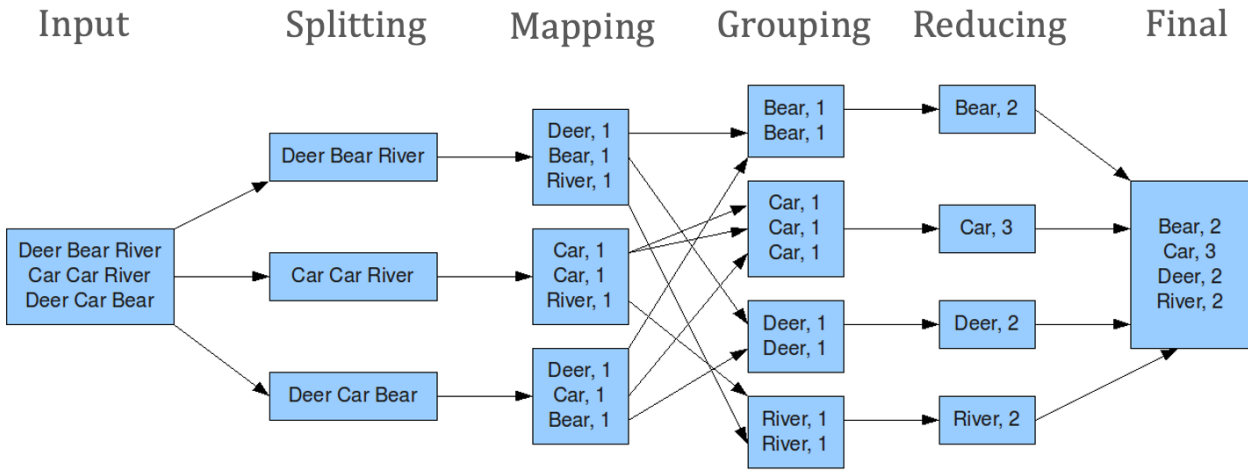 Input
Splitting
Mapping
Grouping
Reducing
Final
Deer Bear River
Car Car River
Deer Car Bear
Deer Bear River
Car Car River
Deer Car Bear
Deer, 1
Bear, 1
River, 1
Car, 1
Car, 1
River, 1
Deer, 1
Car, 1
Bear, 1
Bear, 1
Bear, 1
Car, 1
Car, 1
Car, 1
Deer, 1
Deer, 1
River, 1
River, 1
Bear, 2
Car, 3
Deer, 2
River, 2
Bear, 2
Car, 3
Deer, 2
River, 2